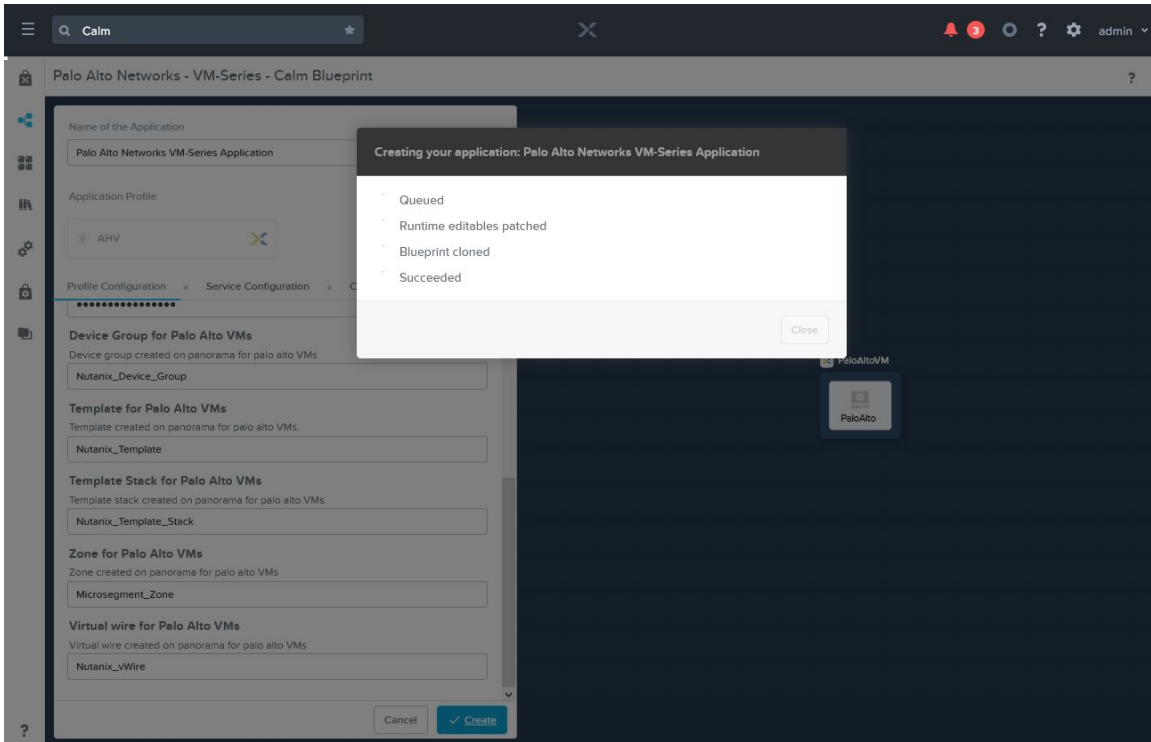 Calm
3
?
admin
Palo Alto Networks - VM-Series - Calm Blueprint
?
Name of the Application
Palo Alto Networks VM-Series Application
Application Profile
AHV
Profile Configuration
Service Configuration
C
••••••••••••••••
Device Group for Palo Alto VMs
Device group created on panorama for palo alto VMs
Nutanix_Device_Group
Template for Palo Alto VMs
Template created on panorama for palo alto VMs.
Nutanix_Template
Template Stack for Palo Alto VMs
Template stack created on panorama for palo alto VMs.
Nutanix_Template_Stack
Zone for Palo Alto VMs
Zone created on panorama for palo alto VMs
Microsegment_Zone
Virtual wire for Palo Alto VMs
Virtual wire created on panorama for palo alto VMs
Nutanix_vWire
Cancel
Create
?
Creating your application: Palo Alto Networks VM-Series Application
Queued
Runtime editables patched
Blueprint cloned
Succeeded
Close
PaloAltoVM
PaloAlto